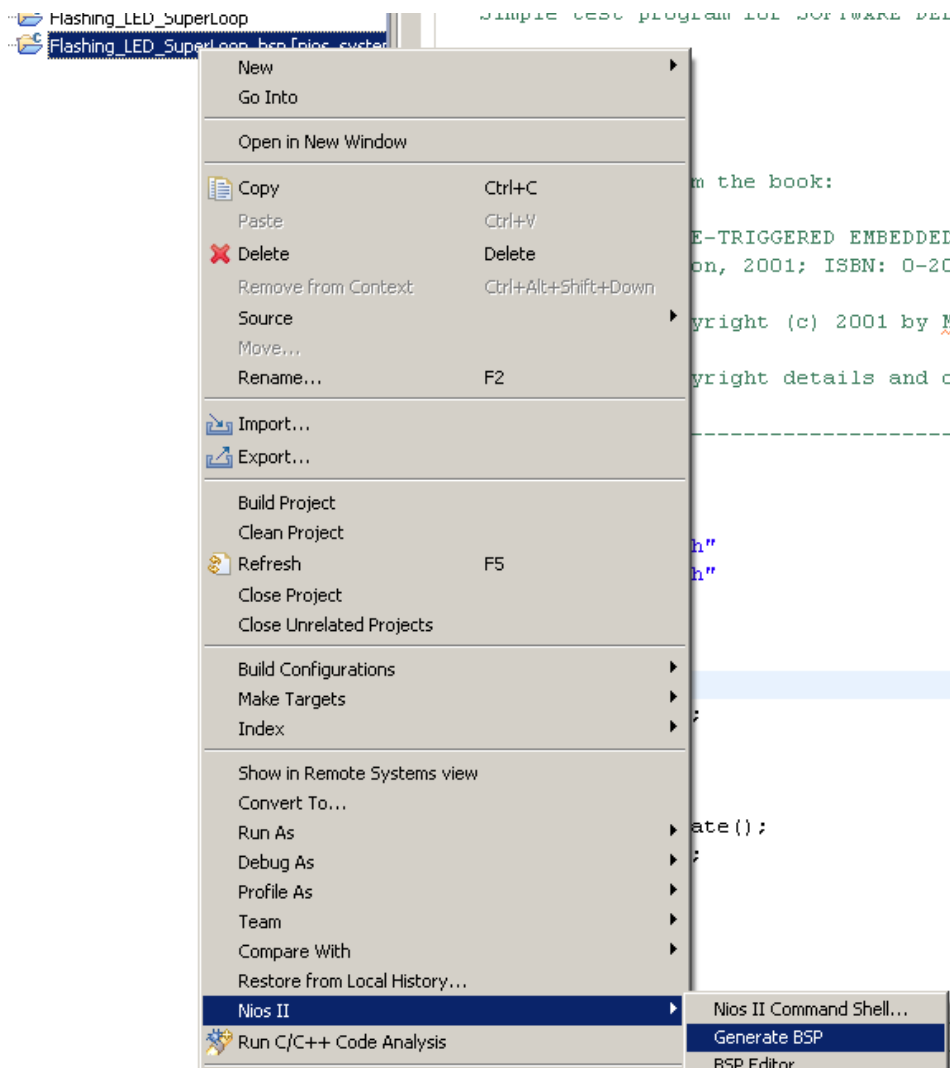 Flashing_LED_SuperLoop
Simple test program for SOFTWARE DEL
Flashing_LED_SuperLoop_bsp [nios_system
New
Go Into
Open in New Window
Copy Ctrl+C
m the book:
Paste Ctrl+V
E-TRIGGERED EMBEDDED
Delete Delete
on, 2001; ISBN: 0-20
Remove from Context Ctrl+Alt+Shift+Down
Source
yright (c) 2001 by M
Move...
Rename... F2
yright details and c
Import...
-----------------------
Export...
Build Project
Clean Project
h"
Refresh F5
h"
Close Project
Close Unrelated Projects
Build Configurations
Make Targets
;
Index
Show in Remote Systems view
Convert To...
Run As
ate();
Debug As
;
Profile As
Team
Compare With
Restore from Local History...
Nios II
Nios II Command Shell...
Run C/C++ Code Analysis
Generate BSP
BSP Editor